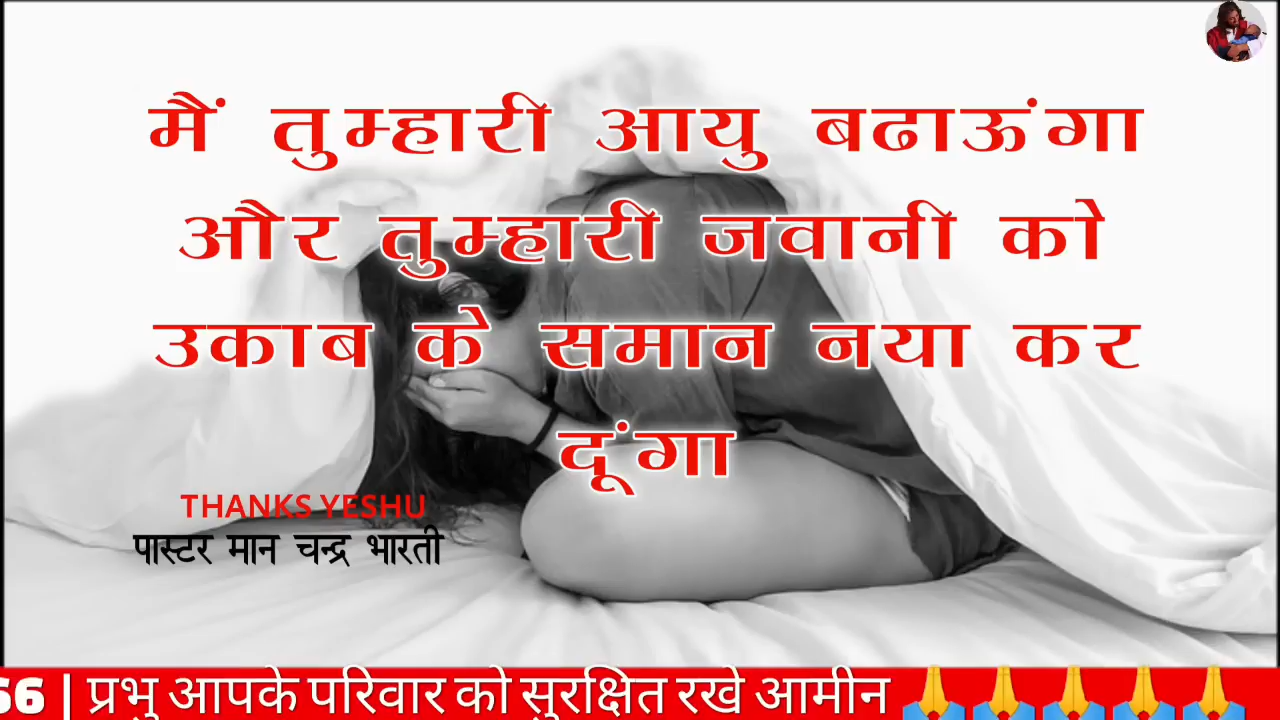 मैं तुम्हारी आयु बढाऊंगा
और तुम्हारी जवानी को
उकाब के समान नया कर
दूंगा
THANKS YESHU
पास्टर मान चन्द्र भारती
66 | प्रभु आपके परिवार को सुरक्षित रखे आमीन 🙏🙏🙏🙏🙏